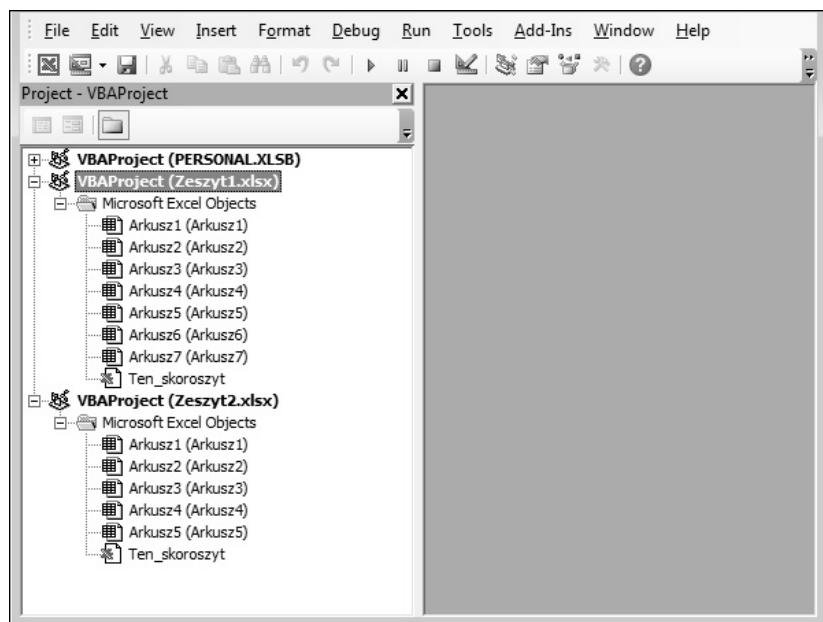 File Edit View Insert Format Debug Run Tools Add-Ins Window Help
Project - VBAProject
VBAProject (PERSONAL.XLSB)
VBAProject (Zeszyt1.xlsx)
Microsoft Excel Objects
Arkusz1 (Arkusz1)
Arkusz2 (Arkusz2)
Arkusz3 (Arkusz3)
Arkusz4 (Arkusz4)
Arkusz5 (Arkusz5)
Arkusz6 (Arkusz6)
Arkusz7 (Arkusz7)
Ten_skoroszyt
VBAProject (Zeszyt2.xlsx)
Microsoft Excel Objects
Arkusz1 (Arkusz1)
Arkusz2 (Arkusz2)
Arkusz3 (Arkusz3)
Arkusz4 (Arkusz4)
Arkusz5 (Arkusz5)
Ten_skoroszyt